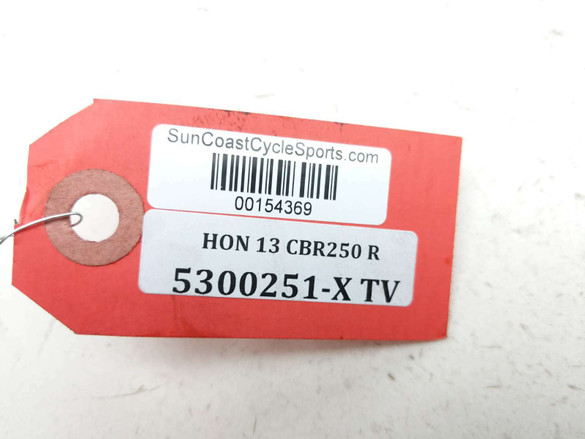 SunCoastCycleSports.com
00154369
HON 13 CBR250 R
5300251-X TV